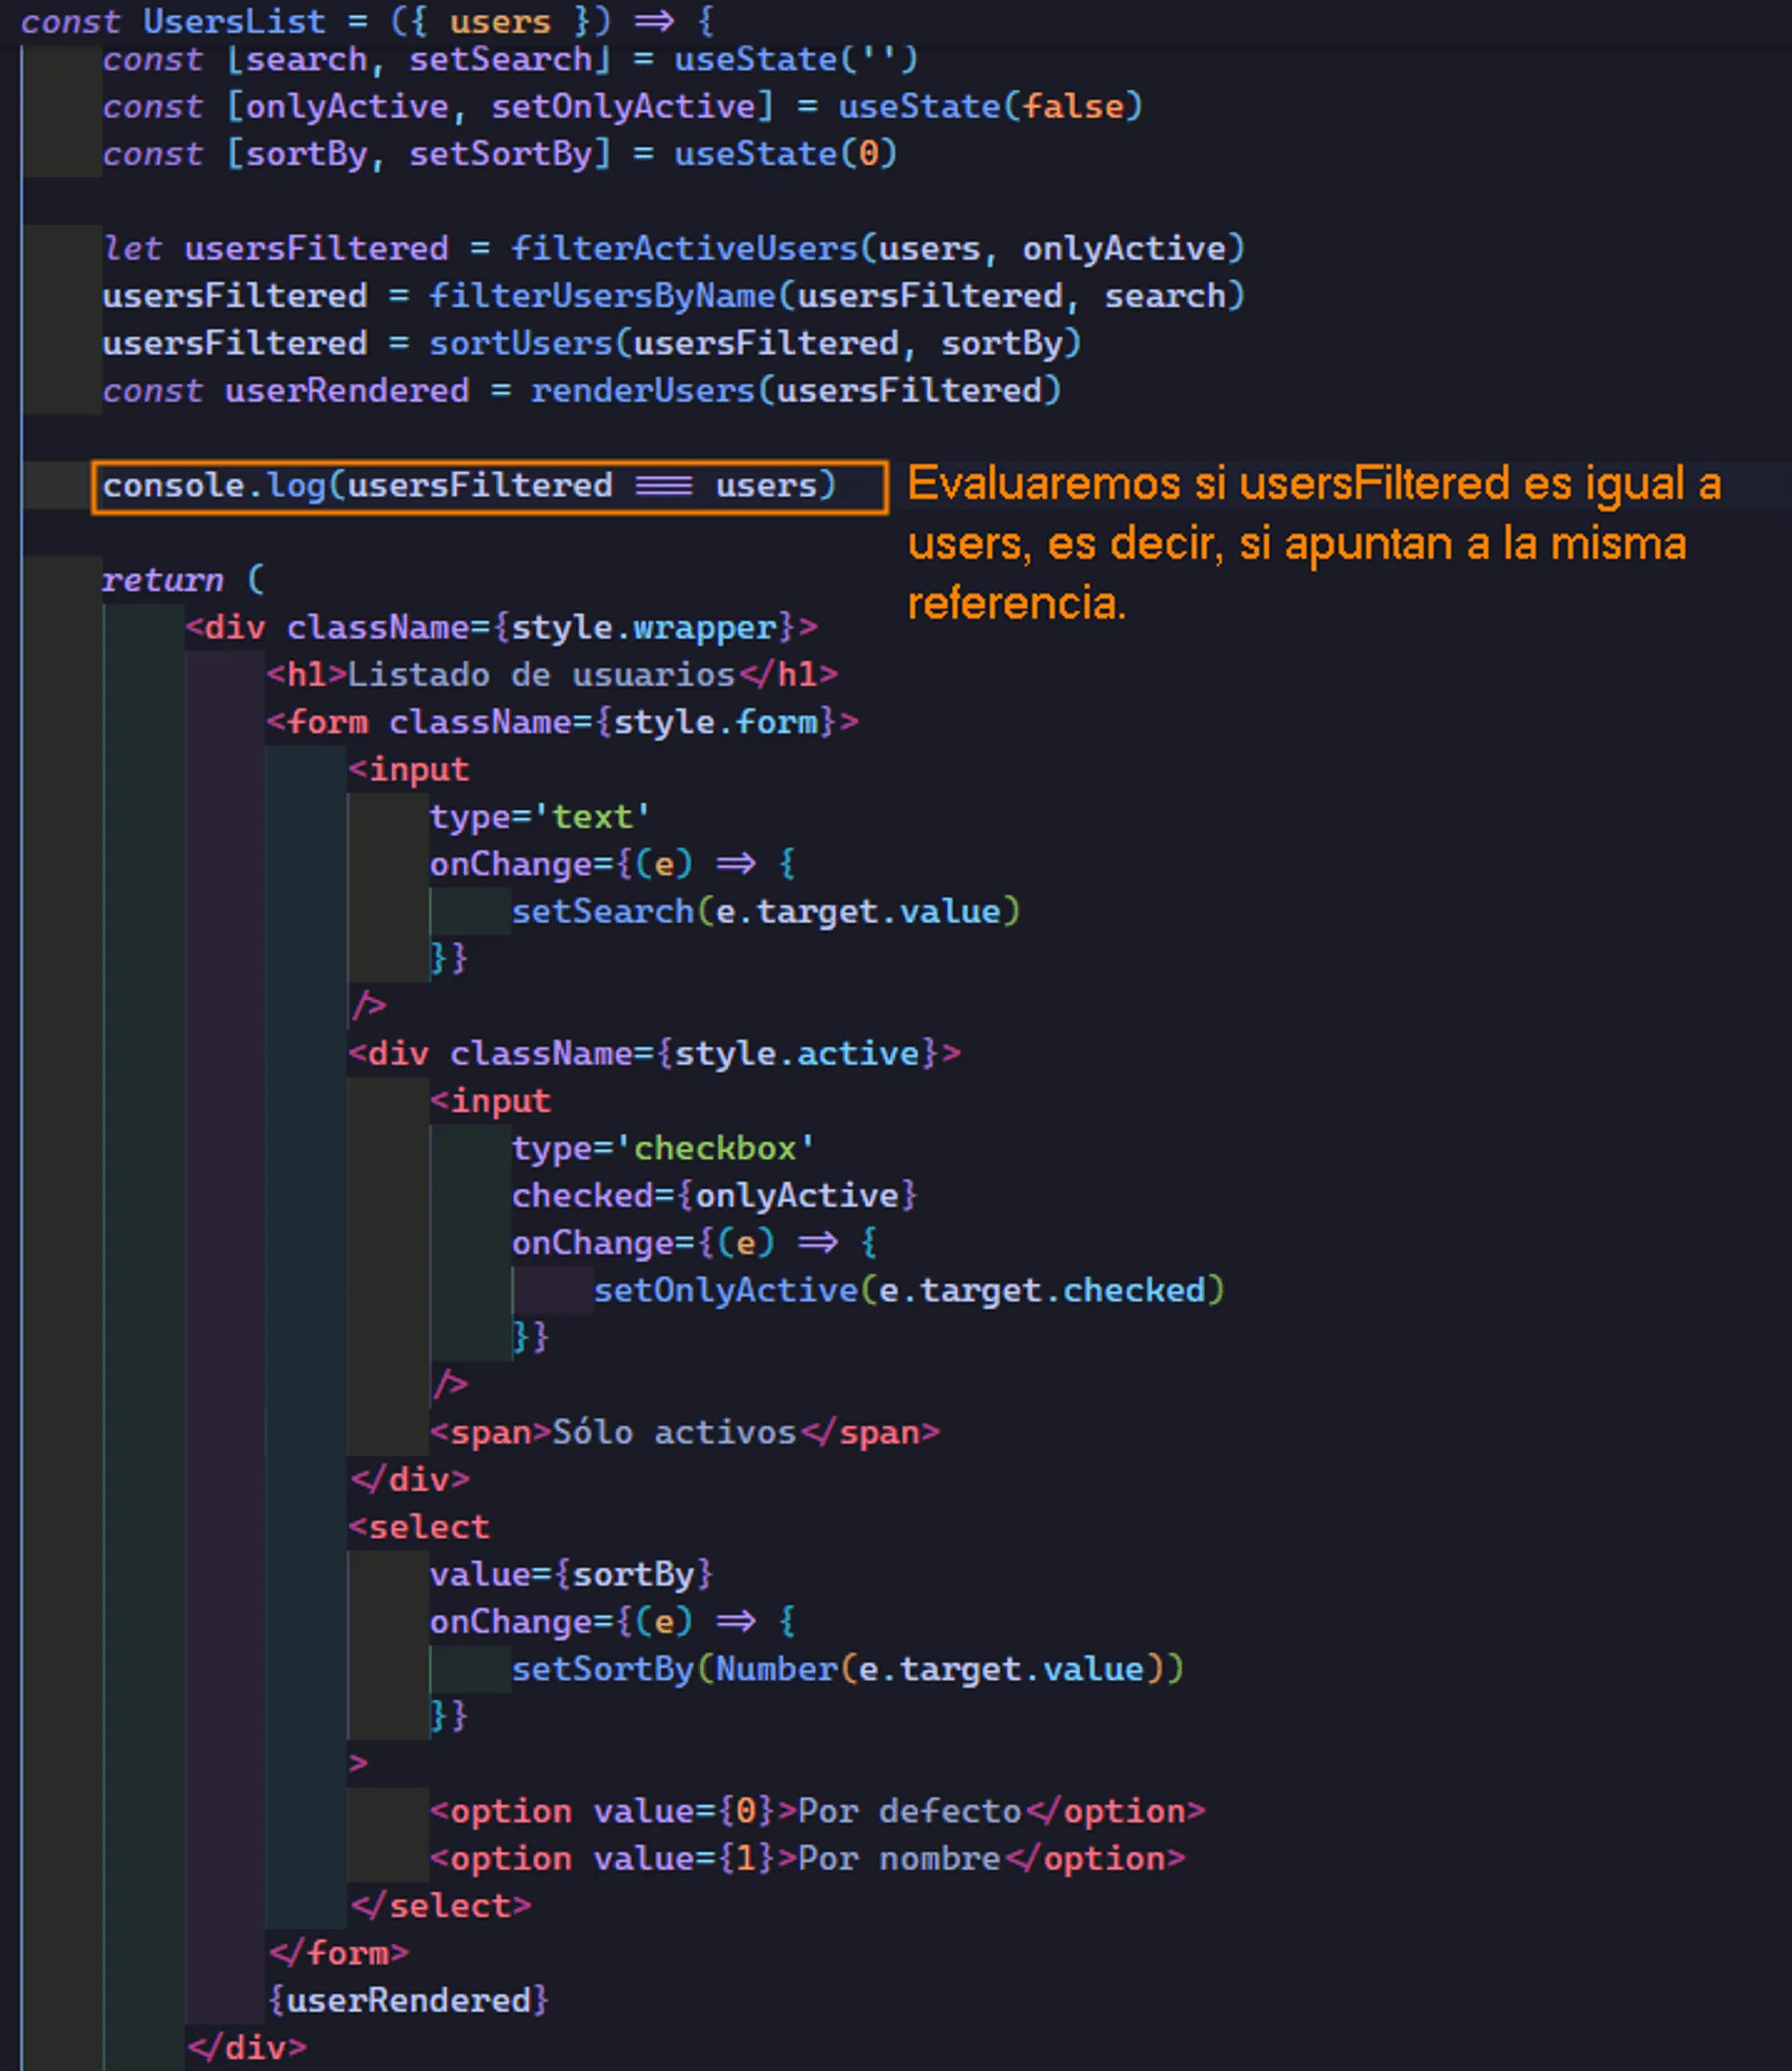 const UsersList = ({ users }) => {
const [search, setSearch] = useState('')
const [onlyActive, setOnlyActive] = useState(false)
const [sortBy, setSortBy] = useState(0)
let usersFiltered = filterActiveUsers(users, onlyActive)
usersFiltered = filterUsersByName(usersFiltered, search)
usersFiltered = sortUsers(usersFiltered, sortBy)
const userRendered = renderUsers(usersFiltered)
console.log(usersFiltered === users)
Evaluaremos si usersFiltered es igual a
users, es decir, si apuntan a la misma
referencia.
return (
<div className={style.wrapper}>
<h1>Listado de usuarios</h1>
<form className={style.form}>
<input
type='text'
onChange={(e) => {
setSearch(e.target.value)
}}
/>
<div className={style.active}>
<input
type='checkbox'
checked={onlyActive}
onChange={(e) => {
setOnlyActive(e.target.checked)
}}
/>
<span>Sólo activos</span>
</div>
<select
value={sortBy}
onChange={(e) => {
setSortBy(Number(e.target.value))
}}
>
<option value={0}>Por defecto</option>
<option value={1}>Por nombre</option>
</select>
</form>
{userRendered}
</div>